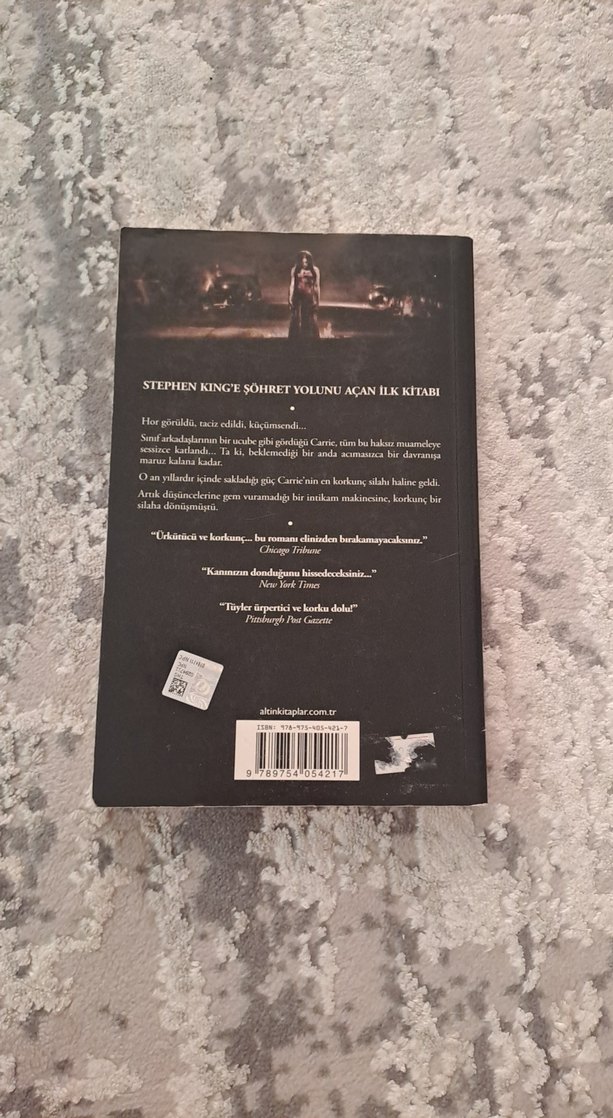 STEPHEN KING'E ŞÖHRET YOLUNU AÇAN İLK KİTABI
Hor görüldü, taciz edildi, küçümsendi...
Sınıf arkadaşlarının bir ucube gibi gördüğü Carrie, tüm bu haksız muameleye
sessizce katlandı... Ta ki, beklemediği bir anda acımasızca bir davranışa
maruz kalana kadar.
O an yıllardır içinde sakladığı güç Carrie'nin en korkunç silahı haline geldi.
Artık düşüncelerine gem vuramadığı bir intikam makinesine, korkunç bir
silaha dönüşmüştü.
“Ürkütücü ve korkunç... bu romanı elinizden bırakamayacaksınız.”
Chicago Tribune
“Kanınızın donduğunu hissedeceksiniz...”
New York Times
“Tüyler ürpertici ve korku dolu!”
Pittsburgh Post Gazette
altinkitaplar.com.tr
ISBN: 978-975-405-421-7
9 789754 054217